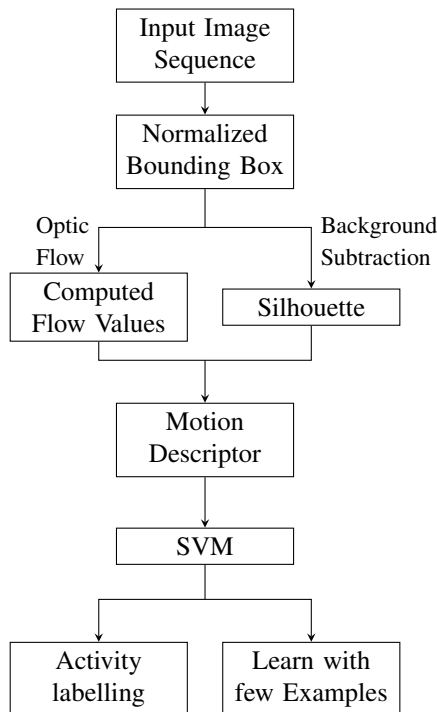 Input Image
Sequence
Normalized
Bounding Box
Optic
Flow
Background
Subtraction
Computed
Flow Values
Silhouette
Motion
Descriptor
SVM
Activity
labelling
Learn with
few Examples